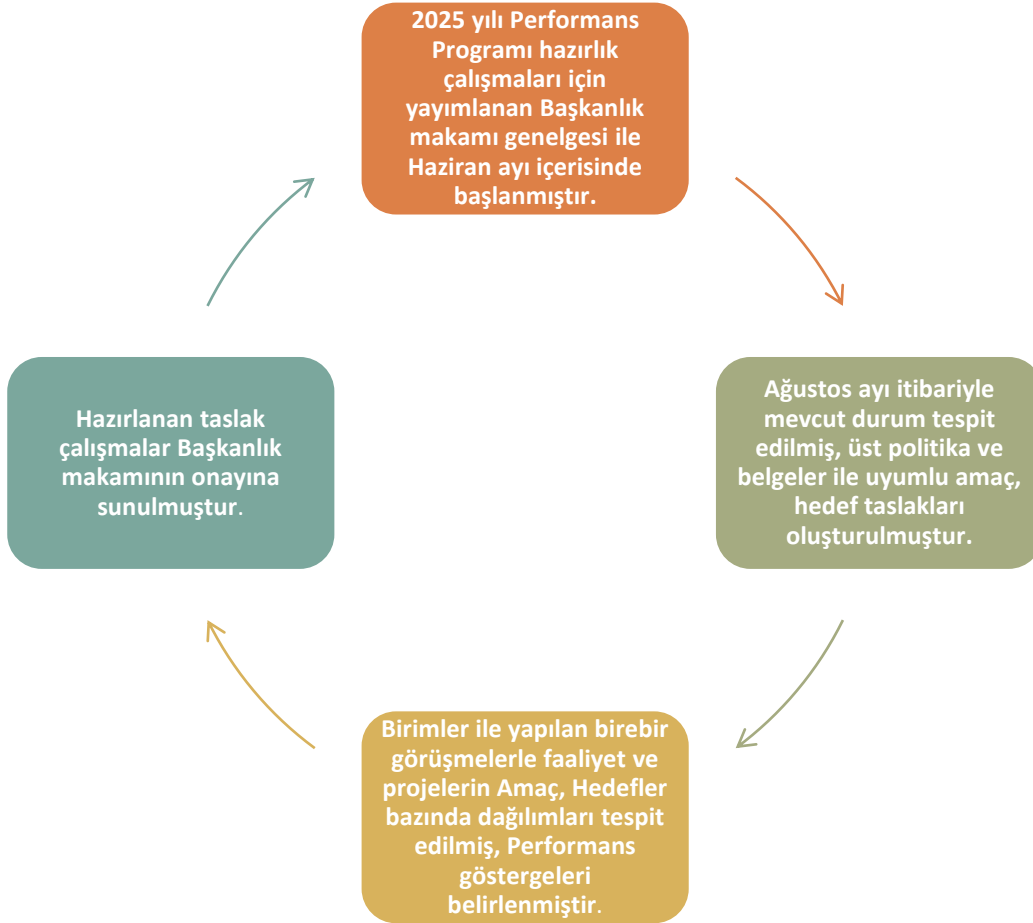 2025 yılı Performans
Programı hazırlık
çalışmaları için
yayımlanan Başkanlık
makamı genelgesi ile
Haziran ayı içerisinde
başlanmıştır.
Ağustos ayı itibariyle
mevcut durum tespit
edilmiş, üst politika ve
belgeler ile uyumlu amaç,
hedef taslakları
oluşturulmuştur.
Birimler ile yapılan birebir
görüşmelerle faaliyet ve
projelerin Amaç, Hedefler
bazında dağılımları tespit
edilmiş, Performans
göstergeleri
belirlenmiştir.
Hazırlanan taslak
çalışmalar Başkanlık
makamının onayına
sunulmuştur.